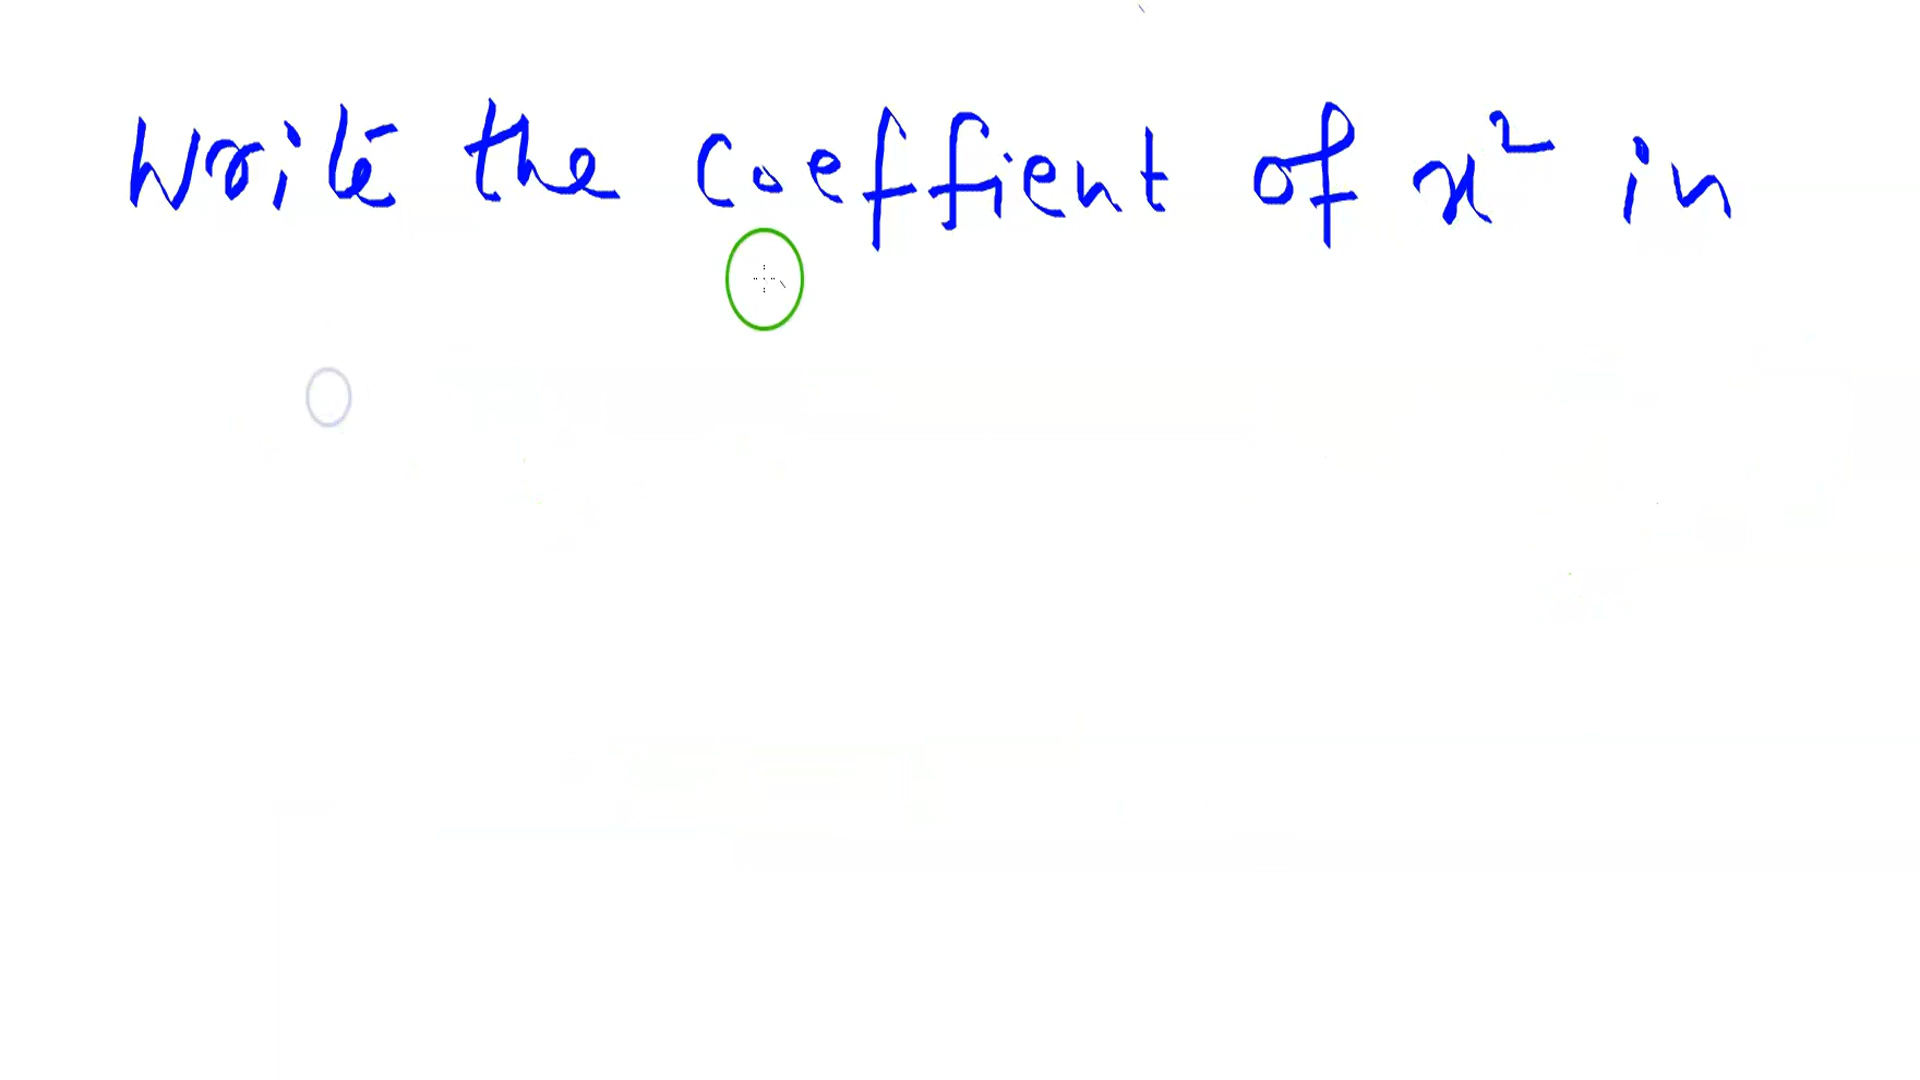 Write the coeffient of x² in